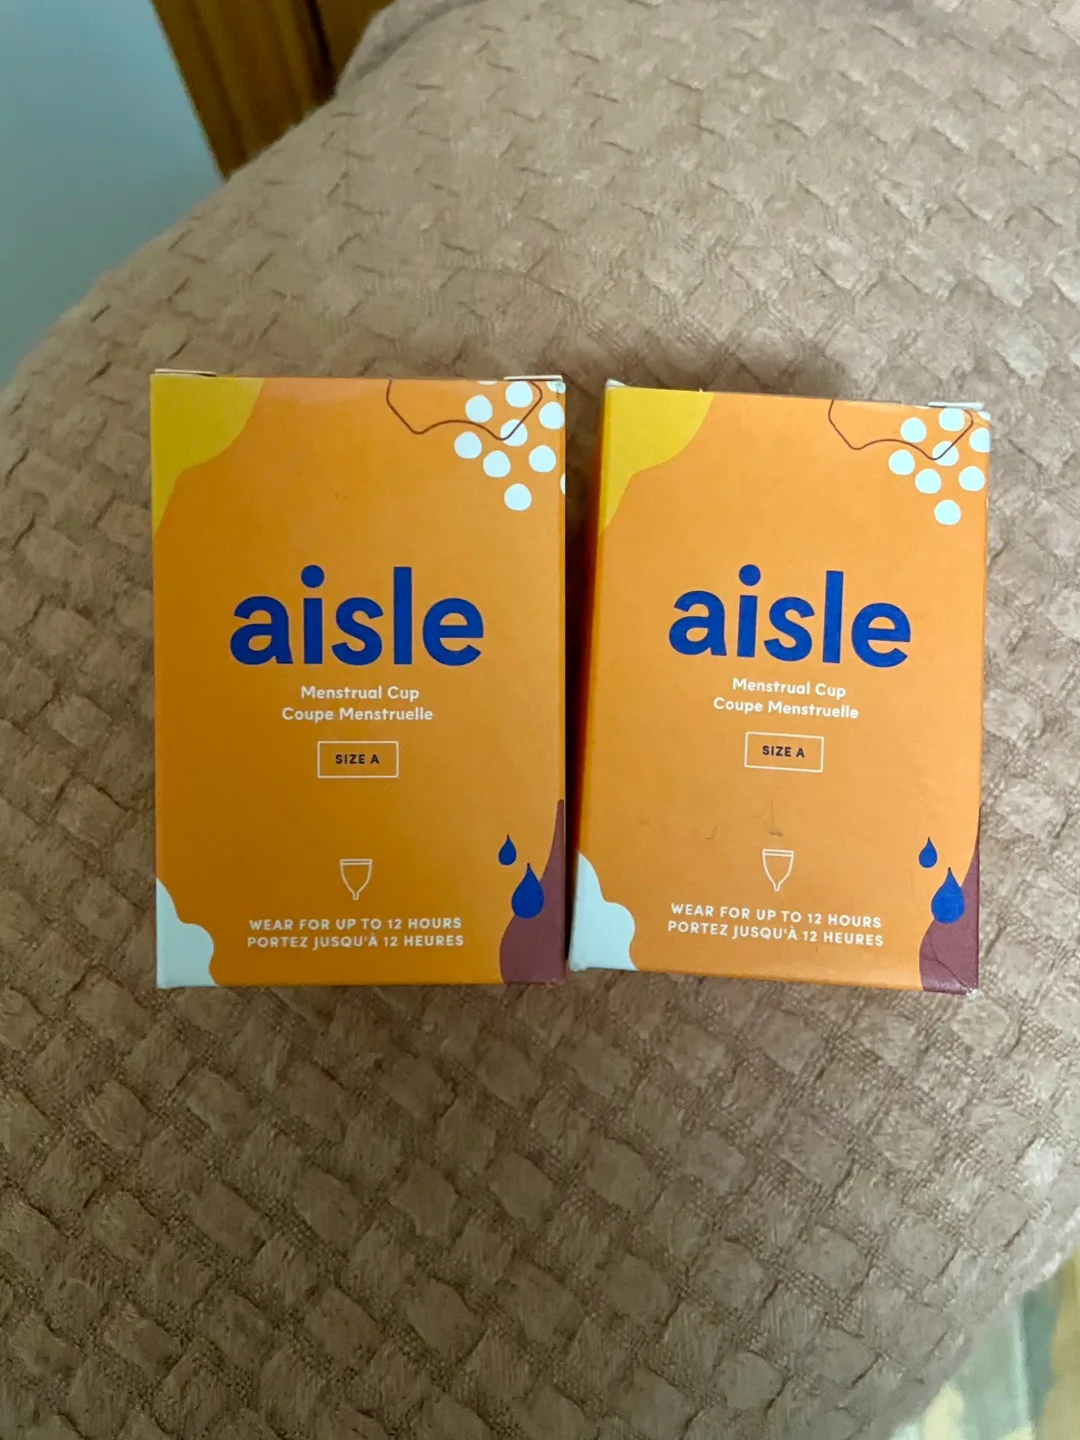 aisle
Menstrual Cup
Coupe Menstruelle
SIZE A
WEAR FOR UP TO 12 HOURS
PORTEZ JUSQU'À 12 HEURES
aisle
Menstrual Cup
Coupe Menstruelle
SIZE A
WEAR FOR UP TO 12 HOURS
PORTEZ JUSQU'À 12 HEURES